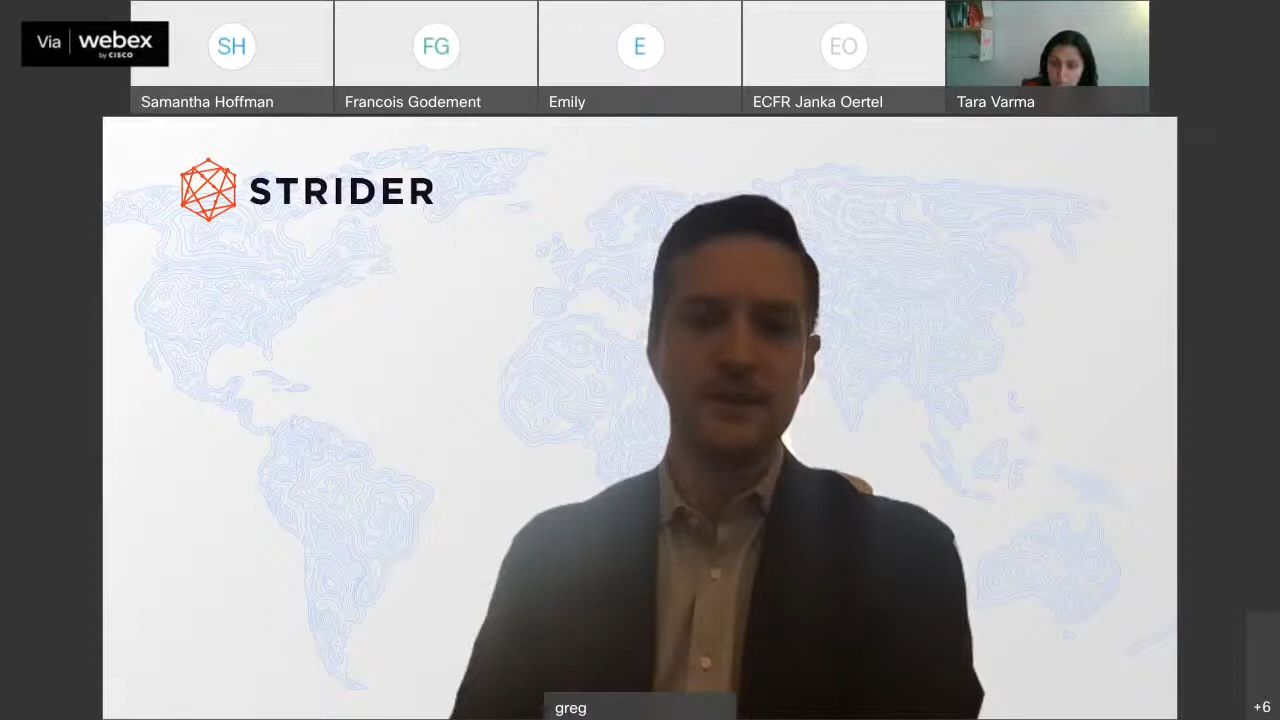 Via webex
by CISCO
SH
FG
E
EO
Samantha Hoffman
Francois Godement
Emily
ECFR Janka Oertel
Tara Varma
STRIDER
greg
+6